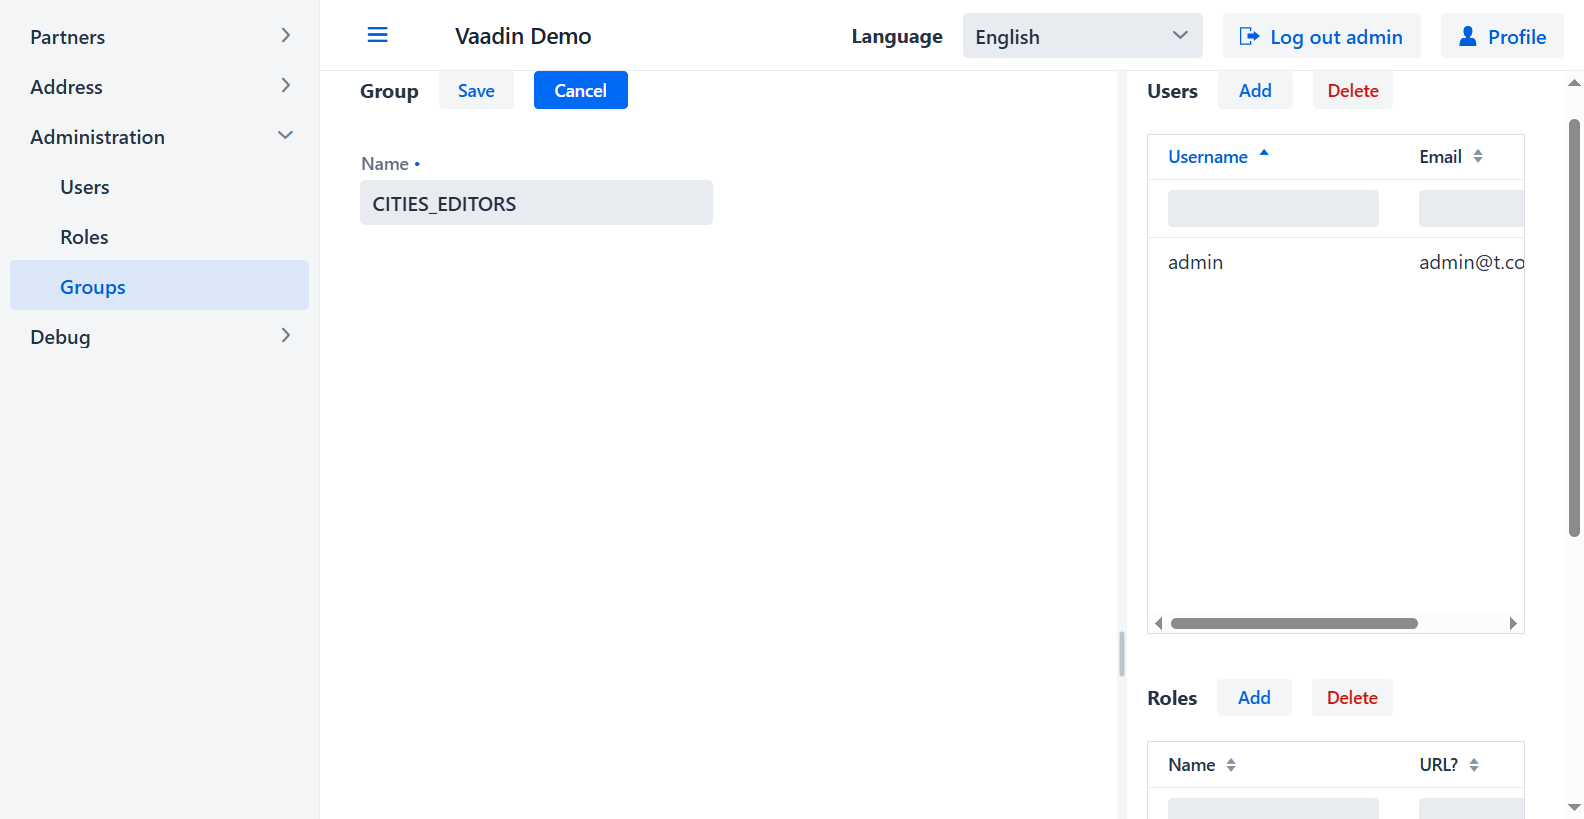 Partners
Address
Administration
Users
Roles
Groups
Debug
Vaadin Demo
Language
English
Log out admin
Profile
Group
Save
Cancel
Name •
CITIES_EDITORS
Users
Add
Delete
Username
Email
admin
admin@t.co
Roles
Add
Delete
Name
URL?